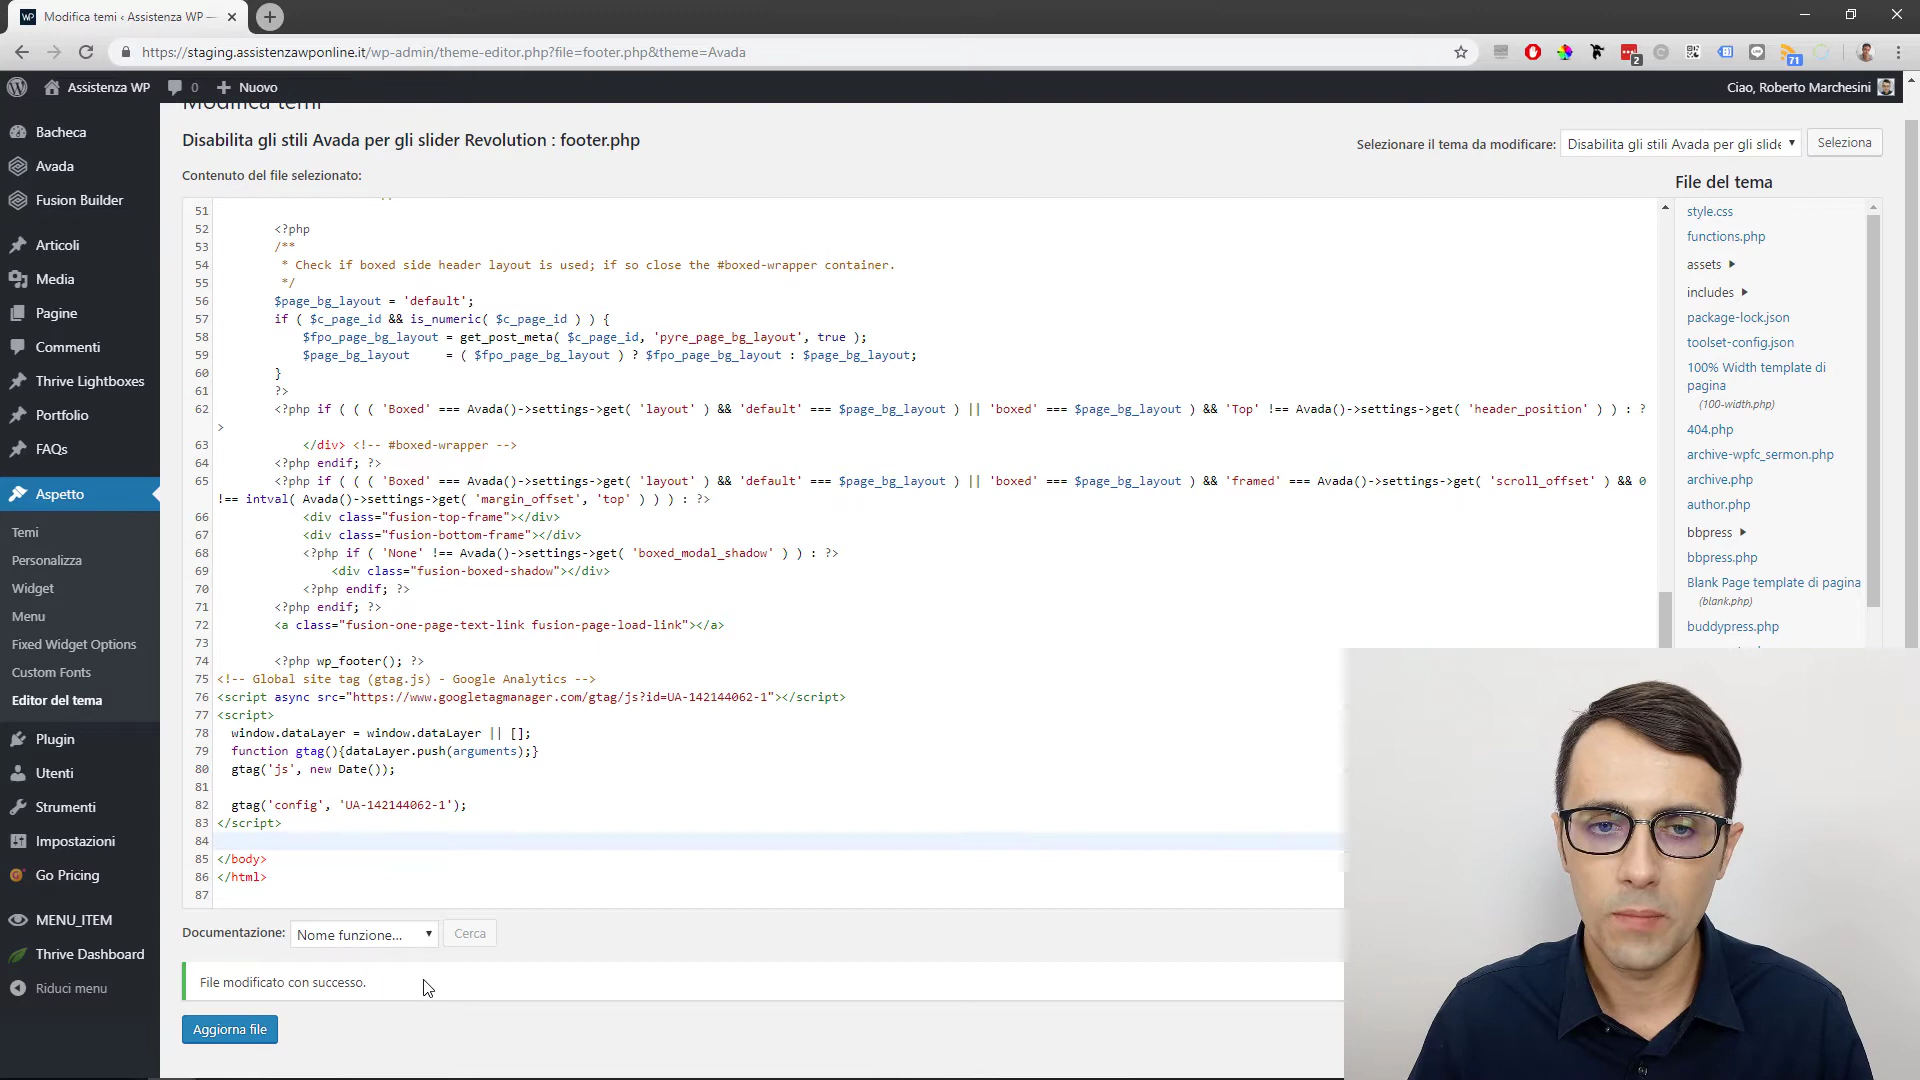 Modifica temi ‹ Assistenza WP —
https://staging.assistenzawponline.it/wp-admin/theme-editor.php?file=footer.php&theme=Avada
2
71
Assistenza WP
0
Nuovo
Ciao, Roberto Marchesini
Bacheca
Avada
Fusion Builder
Articoli
Media
Pagine
Commenti
Thrive Lightboxes
Portfolio
FAQs
Aspetto
Temi
Personalizza
Widget
Menu
Fixed Widget Options
Custom Fonts
Editor del tema
Plugin
Utenti
Strumenti
Impostazioni
Go Pricing
MENU_ITEM
Thrive Dashboard
Riduci menu
Modifica temi
Disabilita gli stili Avada per gli slider Revolution : footer.php
Selezionare il tema da modificare:
Disabilita gli stili Avada per gli slide
Seleziona
Contenuto del file selezionato:
51
52 <?php
53 /**
54 * Check if boxed side header layout is used; if so close the #boxed-wrapper container.
55 */
56 $page_bg_layout = 'default';
57 if ( $c_page_id && is_numeric( $c_page_id ) ) {
58 $fpo_page_bg_layout = get_post_meta( $c_page_id, 'pyre_page_bg_layout', true );
59 $page_bg_layout     = ( $fpo_page_bg_layout ) ? $fpo_page_bg_layout : $page_bg_layout;
60 }
61 ?>
62 <?php if ( ( ( 'Boxed' === Avada()->settings->get( 'layout' ) && 'default' === $page_bg_layout ) || 'boxed' === $page_bg_layout ) && 'Top' !== Avada()->settings->get( 'header_position' ) ) : ?
>
63 </div> <!-- #boxed-wrapper -->
64 <?php endif; ?>
65 <?php if ( ( ( 'Boxed' === Avada()->settings->get( 'layout' ) && 'default' === $page_bg_layout ) || 'boxed' === $page_bg_layout ) && 'framed' === Avada()->settings->get( 'scroll_offset' ) && 0
!== intval( Avada()->settings->get( 'margin_offset', 'top' ) ) ) : ?>
66 <div class="fusion-top-frame"></div>
67 <div class="fusion-bottom-frame"></div>
68 <?php if ( 'None' !== Avada()->settings->get( 'boxed_modal_shadow' ) ) : ?>
69 <div class="fusion-boxed-shadow"></div>
70 <?php endif; ?>
71 <?php endif; ?>
72 <a class="fusion-one-page-text-link fusion-page-load-link"></a>
73
74 <?php wp_footer(); ?>
75 <!-- Global site tag (gtag.js) - Google Analytics -->
76 <script async src="https://www.googletagmanager.com/gtag/js?id=UA-142144062-1"></script>
77 <script>
78 window.dataLayer = window.dataLayer || [];
79 function gtag(){dataLayer.push(arguments);}
80 gtag('js', new Date());
81
82 gtag('config', 'UA-142144062-1');
83 </script>
84
85 </body>
86 </html>
87
File del tema
style.css
functions.php
assets
includes
package-lock.json
toolset-config.json
100% Width template di
pagina
(100-width.php)
404.php
archive-wpfc_sermon.php
archive.php
author.php
bbpress
bbpress.php
Blank Page template di pagina
(blank.php)
buddypress.php
Documentazione:
Nome funzione...
Cerca
File modificato con successo.
Aggiorna file